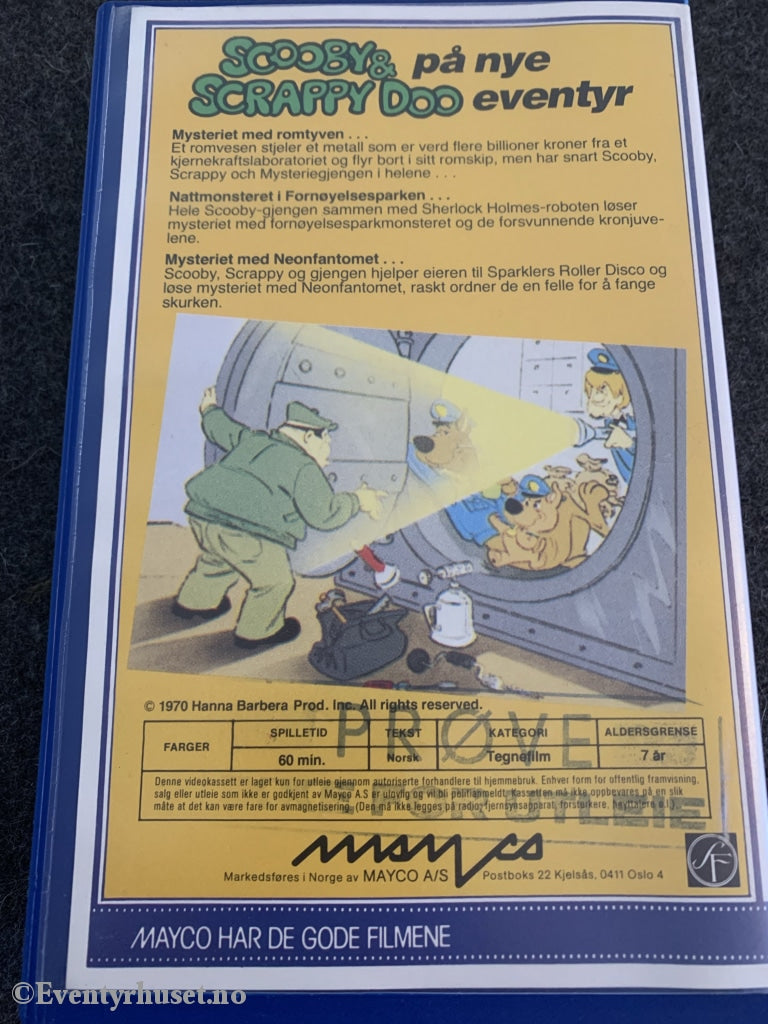 SCOOBY & på nye
SCRAPPY DOO eventyr
Mysteriet med romtyven . . .
Et romvesen stjeler et metall som er verd flere billioner kroner fra et
kjernekraftslaboratoriet og flyr bort i sitt romskip, men har snart Scooby,
Scrappy och Mysteriegjengen i helene . . .
Nattmonsteret i Fornøyelsesparken . . .
Hele Scooby-gjengen sammen med Sherlock Holmes-roboten løser
mysteriet med fornøyelsesparkmonsteret og de forsvunnende kronjuve-
lene.
Mysteriet med Neonfantomet . . .
Scooby, Scrappy og gjengen hjelper eieren til Sparklers Roller Disco og
løse mysteriet med Neonfantomet, raskt ordner de en felle for å fange
skurken.
© 1970 Hanna Barbera Prod. Inc. All rights reserved.
PRØVE
FARGER SPILLETID TEKST KATEGORI ALDERSGRENSE
60 min. Norsk Tegnefilm 7 år
Denne videokassett er laget kun for utleie gjennom autoriserte forhandlere til hjemmebruk. Enhver form for offentlig framvisning,
salg eller utleie som ikke er godkjent av Mayco A.S er ulovlig og vil bli politianmeldt. Kassetten må ikke oppbevares på en slik
måte at det kan være fare for avmagnetisering. (Den må ikke legges på radio, fjernsynsapparat, forsterkere, høyttalere o.l.).
FOR UTLEIE
mayco
SF
Markedsføres i Norge av MAYCO A/S Postboks 22 Kjelsås, 0411 Oslo 4
MAYCO HAR DE GODE FILMENE
©Eventyrhuset.no